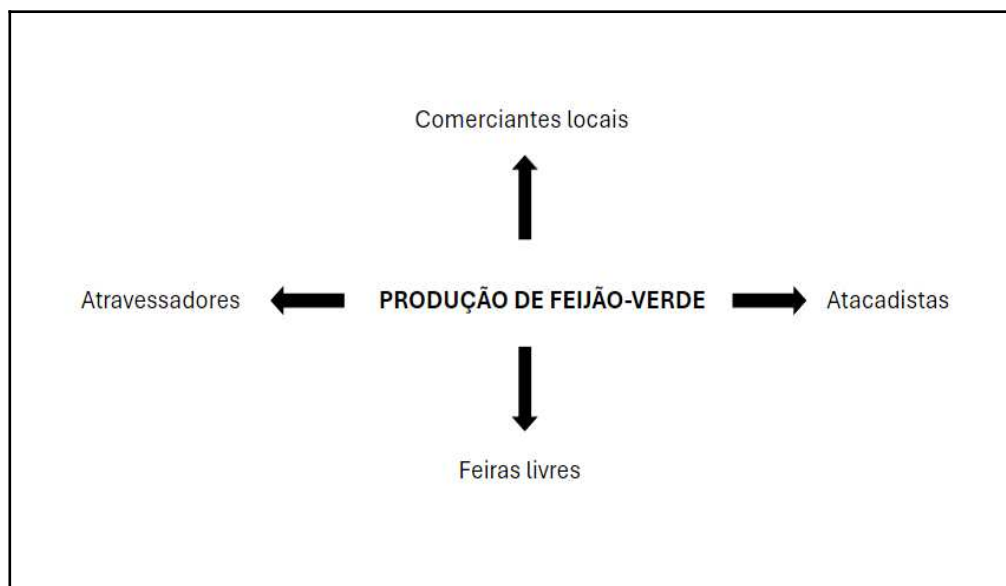 Comerciantes locais
Atravessadores
PRODUÇÃO DE FEIJÃO-VERDE
Atacadistas
Feiras livres